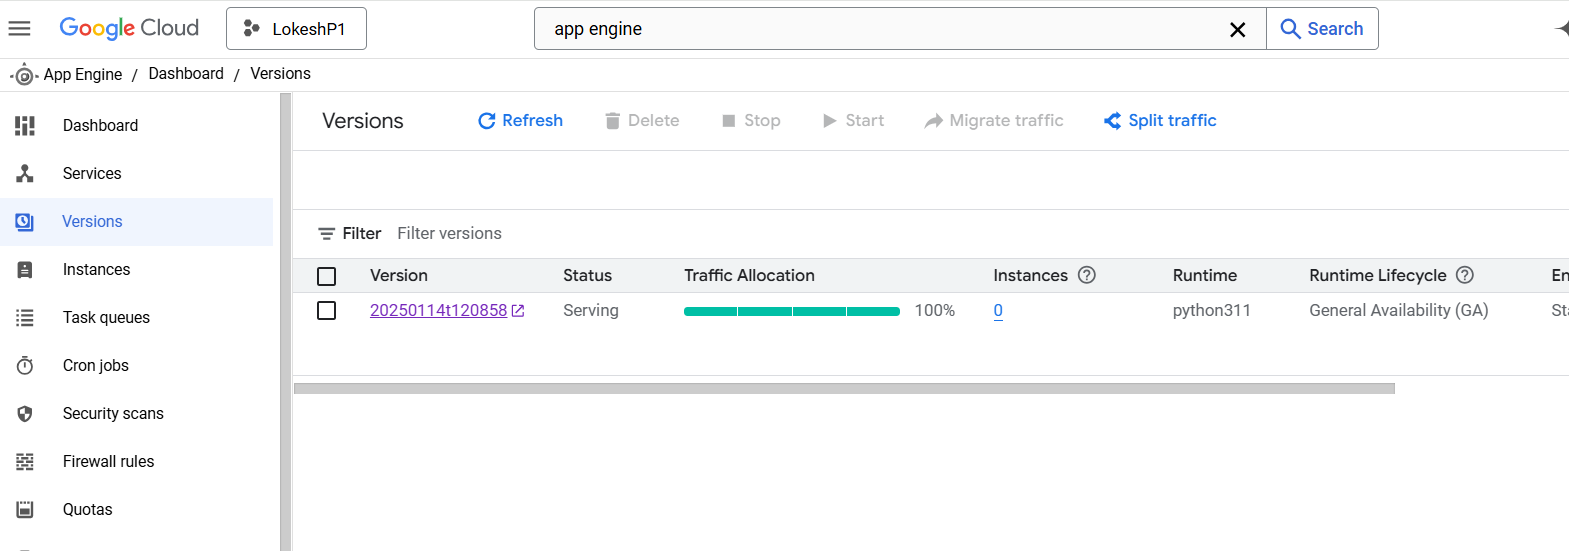 Google Cloud LokeshP1 app engine Search
App Engine / Dashboard / Versions
Dashboard
Services
Versions
Instances
Task queues
Cron jobs
Security scans
Firewall rules
Quotas
Versions Refresh Delete Stop Start Migrate traffic Split traffic
Filter Filter versions
Version Status Traffic Allocation Instances Runtime Runtime Lifecycle En
20250114t120858 Serving 100% 0 python311 General Availability (GA) Sta